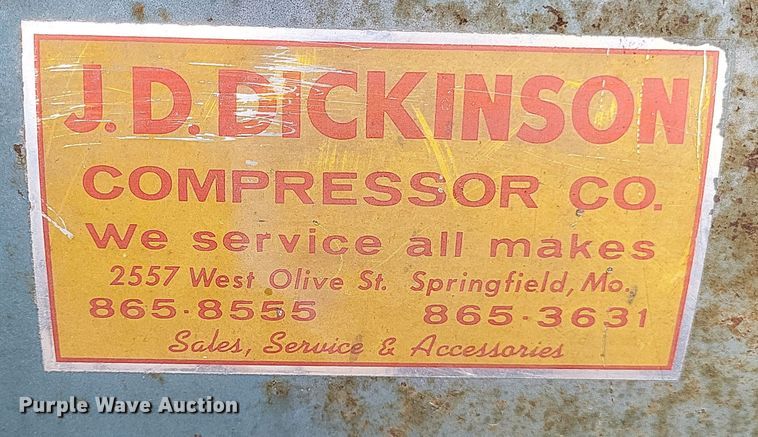 J.D. DICKINSON
COMPRESSOR CO.
We service all makes
2557 West Olive St. Springfield, Mo.
865-8555 865-3631
Sales, Service & Accessories
Purple Wave Auction